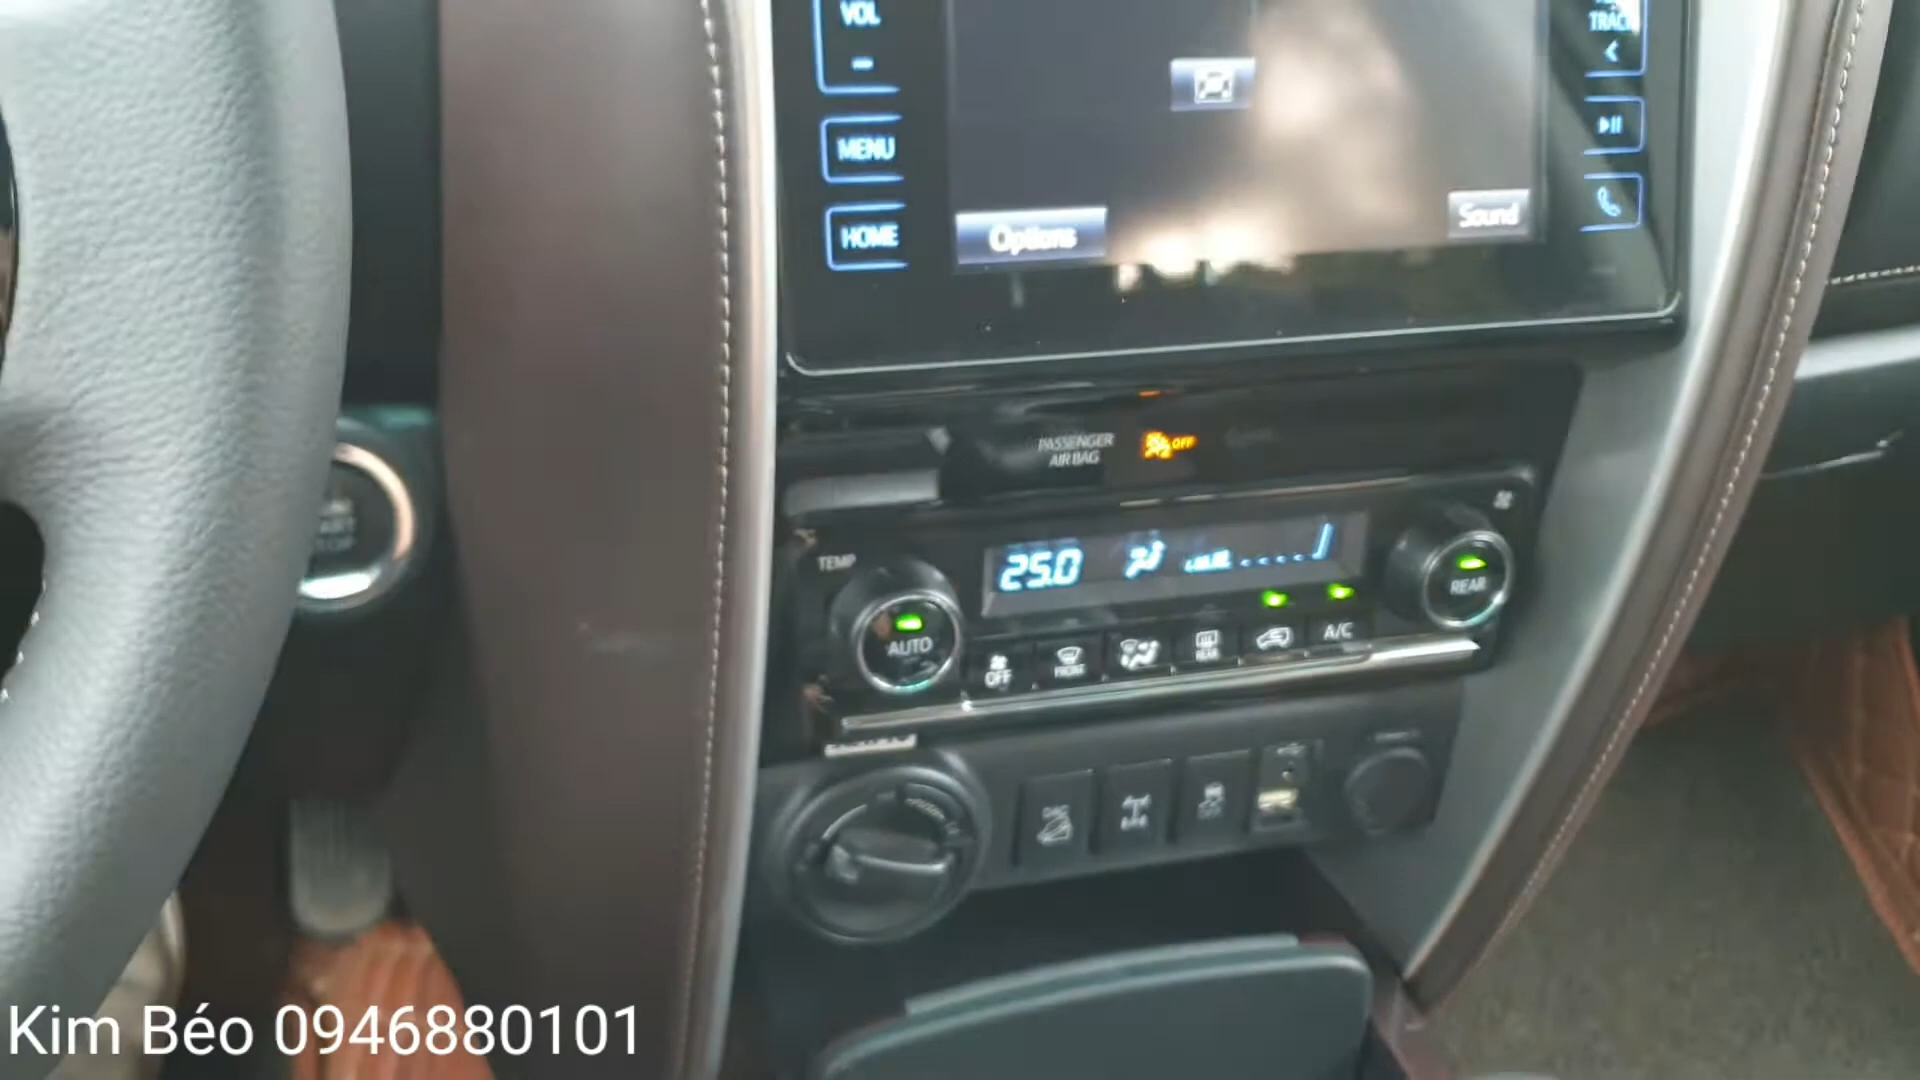 VOL
MENU
HOME
Options
Sound
TRACK
PASSENGER
AIR BAG
OFF
TEMP
25.0
AUTO
OFF
FRONT
REAR
A/C
REAR
DAC
Kim Béo 0946880101